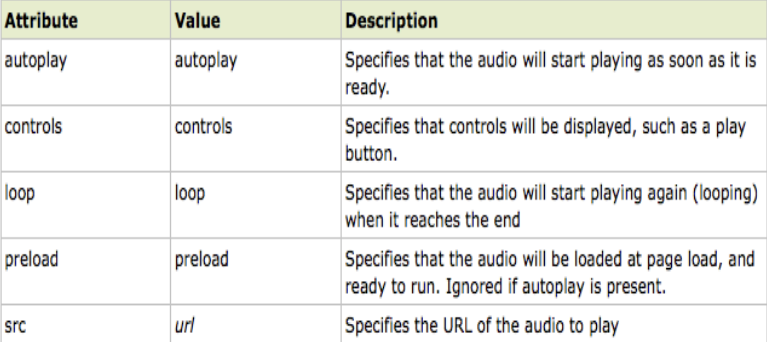 Attribute Value Description
autoplay autoplay Specifies that the audio will start playing as soon as it is
ready.
controls controls Specifies that controls will be displayed, such as a play
button.
loop loop Specifies that the audio will start playing again (looping)
when it reaches the end
preload preload Specifies that the audio will be loaded at page load, and
ready to run. Ignored if autoplay is present.
src url Specifies the URL of the audio to play